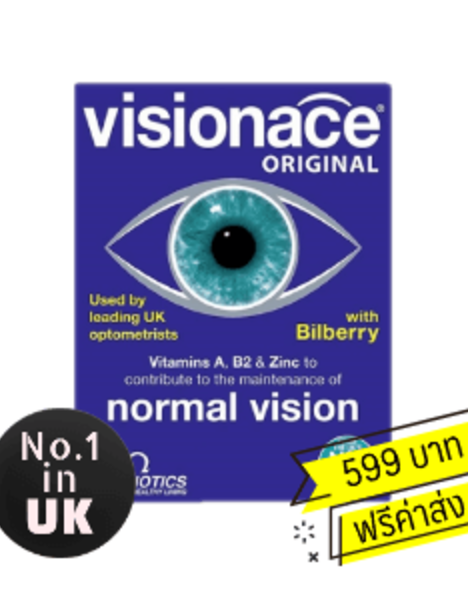 visionace®
ORIGINAL
Used by
leading UK
optometrists
with
Bilberry
Vitamins A, B2 & Zinc to
contribute to the maintenance of
normal vision
No.1
in
UK
599 บาท
ฟรีค่าส่ง